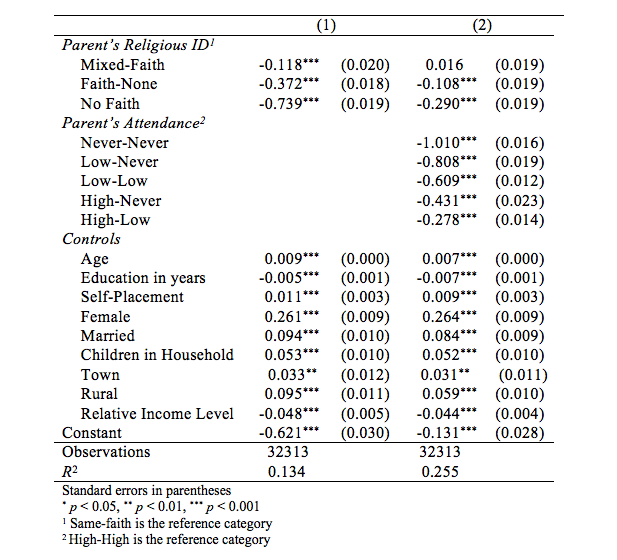 (1) (2)
Parent's Religious ID¹
Mixed-Faith -0.118*** (0.020) 0.016 (0.019)
Faith-None -0.372*** (0.018) -0.108*** (0.019)
No Faith -0.739*** (0.019) -0.290*** (0.019)
Parent's Attendance²
Never-Never -1.010*** (0.016)
Low-Never -0.808*** (0.019)
Low-Low -0.609*** (0.012)
High-Never -0.431*** (0.023)
High-Low -0.278*** (0.014)
Controls
Age 0.009*** (0.000) 0.007*** (0.000)
Education in years -0.005*** (0.001) -0.007*** (0.001)
Self-Placement 0.011*** (0.003) 0.009*** (0.003)
Female 0.261*** (0.009) 0.264*** (0.009)
Married 0.094*** (0.010) 0.084*** (0.009)
Children in Household 0.053*** (0.010) 0.052*** (0.010)
Town 0.033** (0.012) 0.031** (0.011)
Rural 0.095*** (0.011) 0.059*** (0.010)
Relative Income Level -0.048*** (0.005) -0.044*** (0.004)
Constant -0.621*** (0.030) -0.131*** (0.028)
Observations 32313 32313
R² 0.134 0.255
Standard errors in parentheses
* p < 0.05, ** p < 0.01, *** p < 0.001
¹ Same-faith is the reference category
² High-High is the reference category